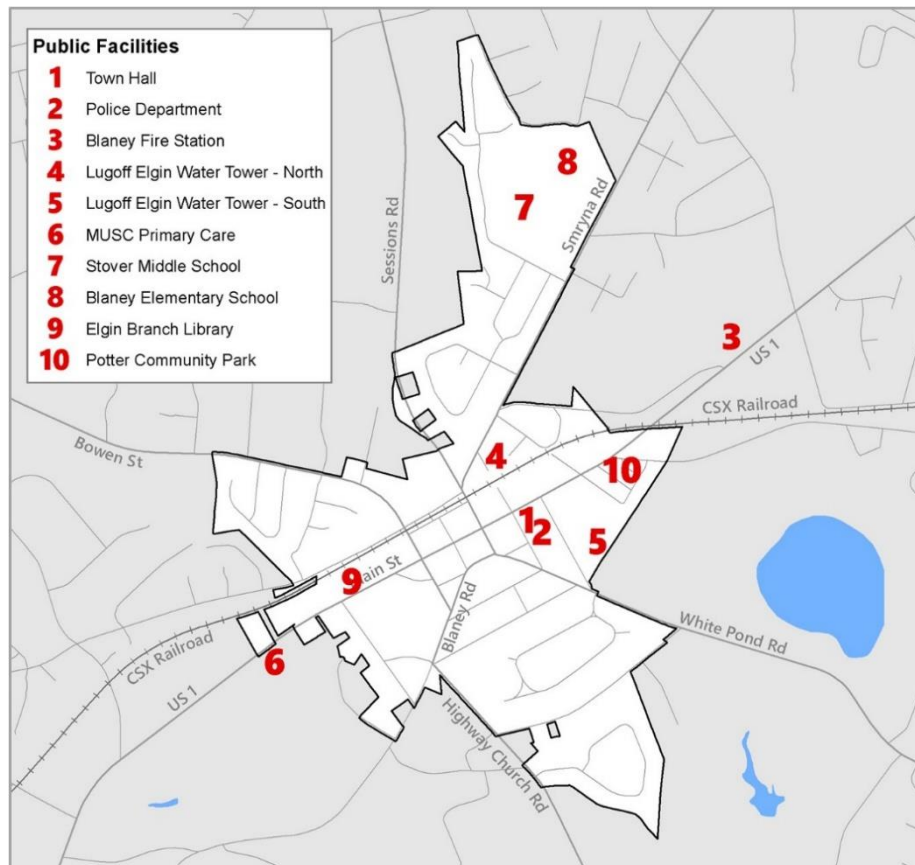 Public Facilities
1 Town Hall
2 Police Department
3 Blaney Fire Station
4 Lugoff Elgin Water Tower - North
5 Lugoff Elgin Water Tower - South
6 MUSC Primary Care
7 Stover Middle School
8 Blaney Elementary School
9 Elgin Branch Library
10 Potter Community Park
8
7
Sessions Rd
Smryna Rd
3
US 1
CSX Railroad
Bowen St
4
10
1
2
5
9
ain St
Blaney Rd
White Pond Rd
6
CSX Railroad
US 1
Highway Church Rd